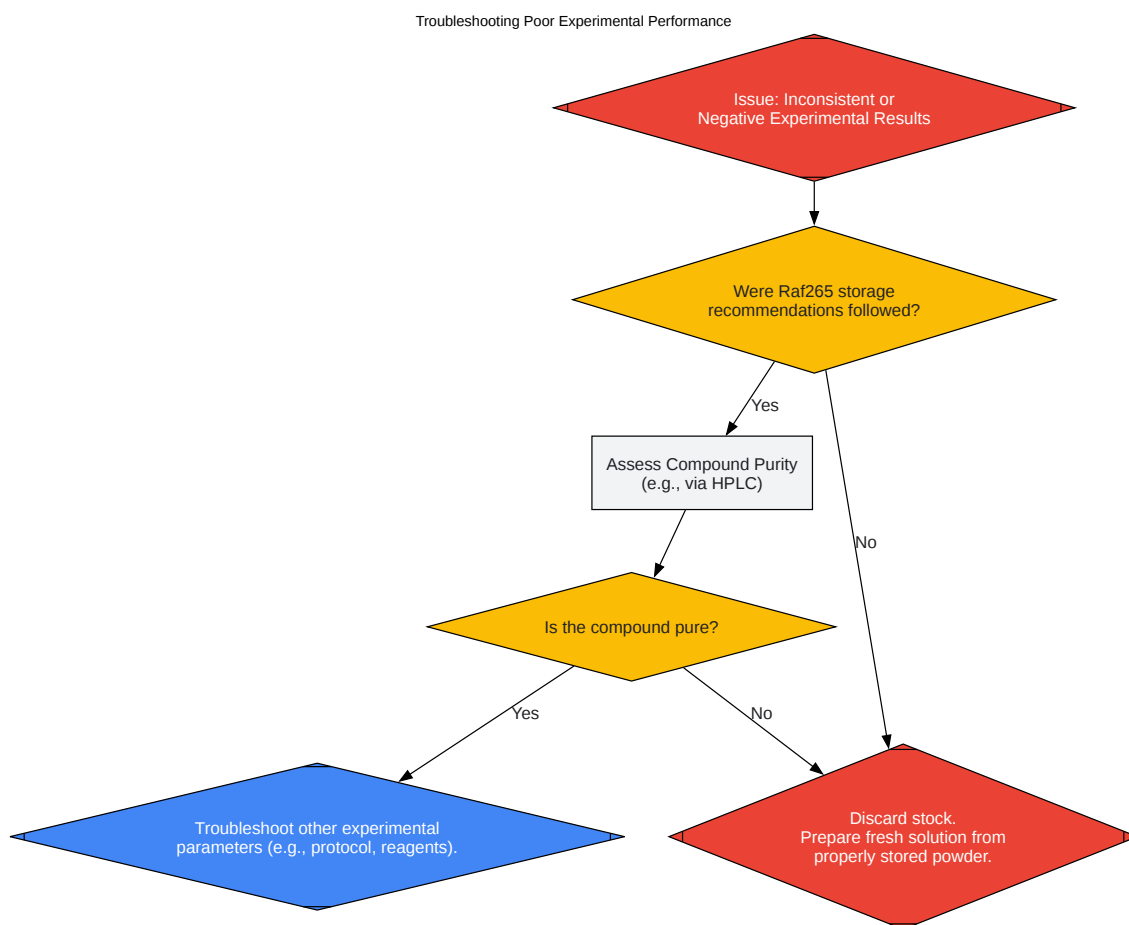 Troubleshooting Poor Experimental Performance
Issue: Inconsistent or
Negative Experimental Results
Were Raf265 storage
recommendations followed?
Yes
Assess Compound Purity
(e.g., via HPLC)
No
Is the compound pure?
Yes
No
Troubleshoot other experimental
parameters (e.g., protocol, reagents).
Discard stock.
Prepare fresh solution from
properly stored powder.